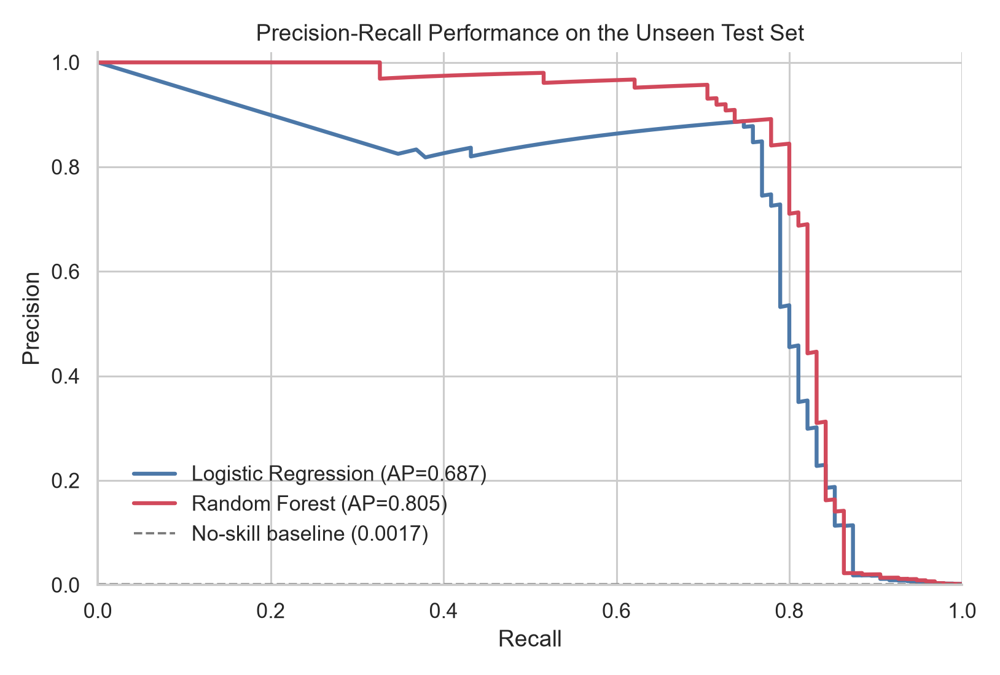 Precision-Recall Performance on the Unseen Test Set
1.0
0.8
0.6
0.4
0.2
0.0
Precision
Logistic Regression (AP=0.687)
Random Forest (AP=0.805)
No-skill baseline (0.0017)
0.0 0.2 0.4 0.6 0.8 1.0
Recall